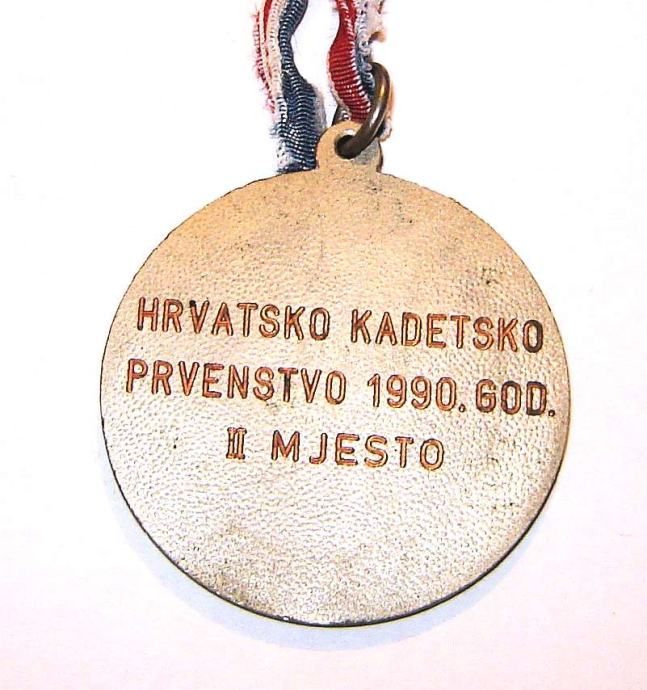 HRVATSKO KADETSKO
PRVENSTVO 1990. GOD.
II MJESTO